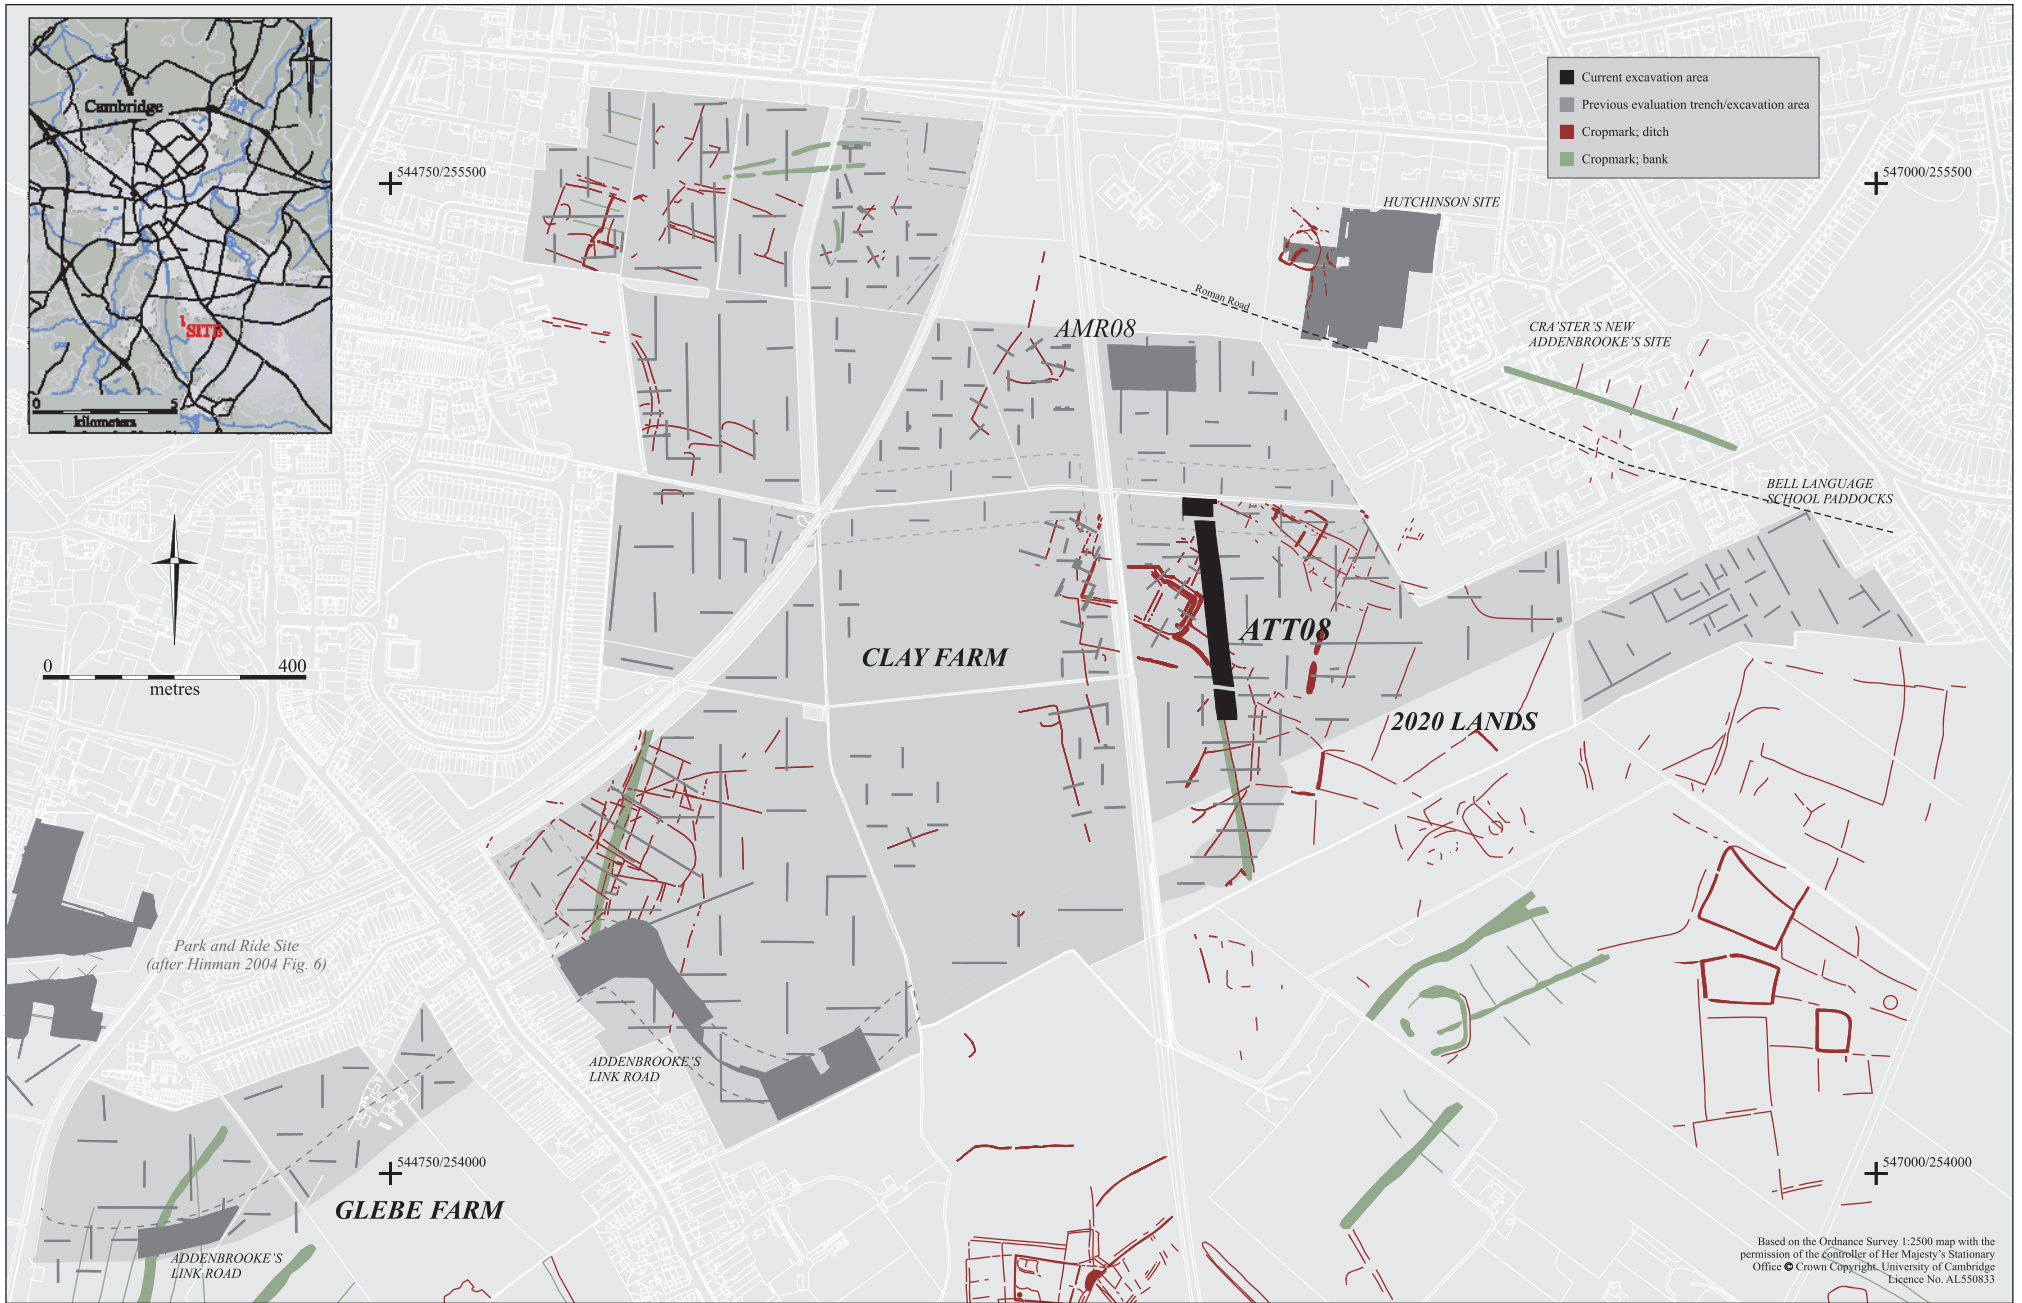 Cambridge
SITE
0 5
kilometers
Current excavation area
Previous evaluation trench/excavation area
Cropmark; ditch
Cropmark; bank
544750/255500
547000/255500
HUTCHINSON SITE
Roman Road
AMR08
CRA'STER'S NEW
ADDENBROOKE'S SITE
BELL LANGUAGE
SCHOOL PADDOCKS
ATT08
CLAY FARM
0 400
metres
2020 LANDS
Park and Ride Site
(after Hinman 2004 Fig. 6)
ADDENBROOKE'S
LINK ROAD
544750/254000
547000/254000
GLEBE FARM
ADDENBROOKE'S
LINK ROAD
Based on the Ordnance Survey 1:2500 map with the
permission of the controller of Her Majesty's Stationary
Office © Crown Copyright. University of Cambridge
Licence No. AL550833